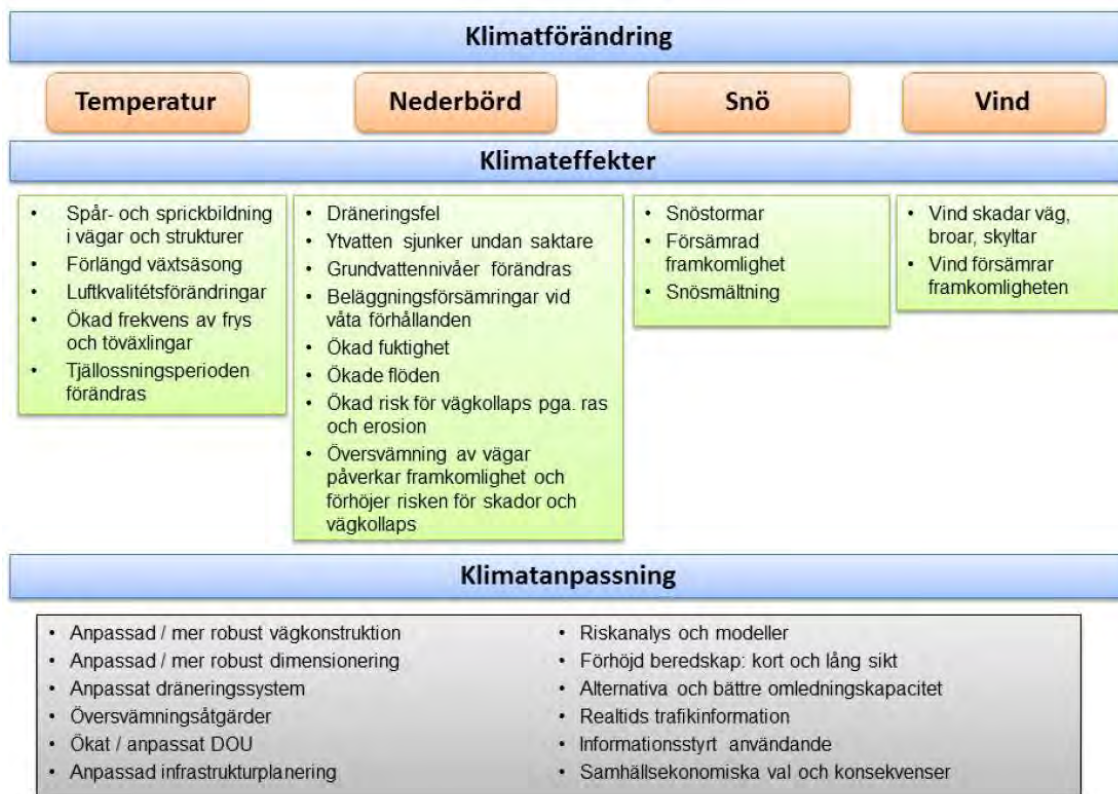 Klimatförändring
Temperatur
Nederbörd
Snö
Vind
Klimateffekter
• Spår- och sprickbildning
i vägar och strukturer
• Förlängd växtsäsong
• Luftkvalitétsförändringar
• Ökad frekvens av frys
och töväxlingar
• Tjällossningsperioden
förändras
• Dräneringsfel
• Ytvatten sjunker undan saktare
• Grundvattennivåer förändras
• Beläggningsförsämringar vid
våta förhållanden
• Ökad fuktighet
• Ökade flöden
• Ökad risk för vägkollaps pga. ras
och erosion
• Översvämning av vägar
påverkar framkomlighet och
förhöjer risken för skador och
vägkollaps
• Snöstormar
• Försämrad
framkomlighet
• Snösmältning
• Vind skadar väg,
broar, skyltar
• Vind försämrar
framkomligheten
Klimatanpassning
• Anpassad / mer robust vägkonstruktion
• Anpassad / mer robust dimensionering
• Anpassat dräneringssystem
• Översvämningsåtgärder
• Ökat / anpassat DOU
• Anpassad infrastrukturplanering
• Riskanalys och modeller
• Förhöjd beredskap: kort och lång sikt
• Alternativa och bättre omledningskapacitet
• Realtids trafikinformation
• Informationsstyrt användande
• Samhällsekonomiska val och konsekvenser